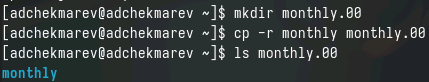 [adchekmarev@adchekmarev ~]$ mkdir monthly.00
[adchekmarev@adchekmarev ~]$ cp -r monthly monthly.00
[adchekmarev@adchekmarev ~]$ ls monthly.00
monthly